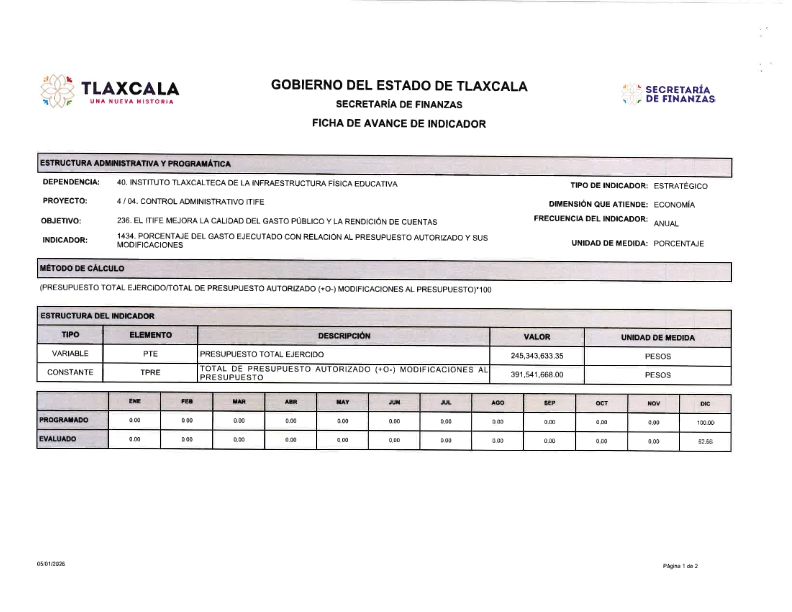 TLAXCALA
UNA NUEVA HISTORIA
GOBIERNO DEL ESTADO DE TLAXCALA
SECRETARÍA DE FINANZAS
FICHA DE AVANCE DE INDICADOR
SECRETARÍA
DE FINANZAS
ESTRUCTURA ADMINISTRATIVA Y PROGRAMÁTICA
DEPENDENCIA: 40. INSTITUTO TLAXCALTECA DE LA INFRAESTRUCTURA FÍSICA EDUCATIVA TIPO DE INDICADOR: ESTRATÉGICO
PROYECTO: 4 / 04. CONTROL ADMINISTRATIVO ITIFE DIMENSIÓN QUE ATIENDE: ECONOMÍA
OBJETIVO: 236. EL ITIFE MEJORA LA CALIDAD DEL GASTO PÚBLICO Y LA RENDICIÓN DE CUENTAS FRECUENCIA DEL INDICADOR: ANUAL
INDICADOR: 1434. PORCENTAJE DEL GASTO EJECUTADO CON RELACIÓN AL PRESUPUESTO AUTORIZADO Y SUS
MODIFICACIONES UNIDAD DE MEDIDA: PORCENTAJE
MÉTODO DE CÁLCULO
(PRESUPUESTO TOTAL EJERCIDO/TOTAL DE PRESUPUESTO AUTORIZADO (+O-) MODIFICACIONES AL PRESUPUESTO)*100
ESTRUCTURA DEL INDICADOR
TIPO ELEMENTO DESCRIPCIÓN VALOR UNIDAD DE MEDIDA
VARIABLE PTE PRESUPUESTO TOTAL EJERCIDO 245,343,633.35 PESOS
CONSTANTE TPRE TOTAL DE PRESUPUESTO AUTORIZADO (+O-) MODIFICACIONES AL
PRESUPUESTO 391,541,668.00 PESOS
ENE FEB MAR ABR MAY JUN JUL AGO SEP OCT NOV DIC
PROGRAMADO 0.00 0.00 0.00 0.00 0.00 0.00 0.00 0.00 0.00 0.00 0.00 100.00
EVALUADO 0.00 0.00 0.00 0.00 0.00 0.00 0.00 0.00 0.00 0.00 0.00 62.66
05/01/2026
Página 1 de 2